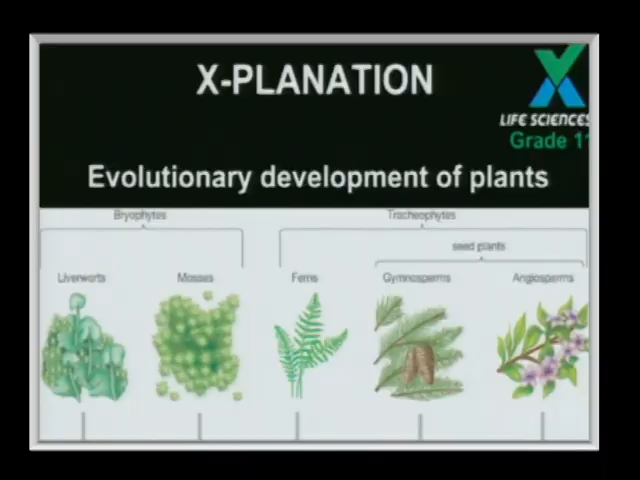 X-PLANATION
LIFE SCIENCES
Grade 11
Evolutionary development of plants
Bryophytes
Tracheophytes
seed plants
Liverworts
Mosses
Ferns
Gymnosperms
Angiosperms